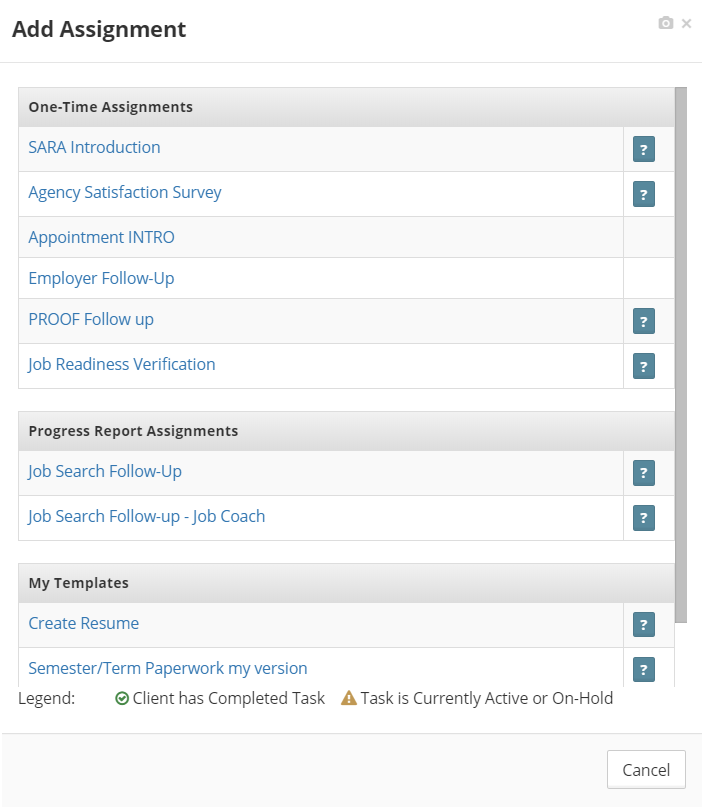 Add Assignment
×
One-Time Assignments
SARA Introduction ?
Agency Satisfaction Survey ?
Appointment INTRO
Employer Follow-Up
PROOF Follow up ?
Job Readiness Verification ?
Progress Report Assignments
Job Search Follow-Up ?
Job Search Follow-up - Job Coach ?
My Templates
Create Resume ?
Semester/Term Paperwork my version ?
Legend: Client has Completed Task Task is Currently Active or On-Hold
Cancel